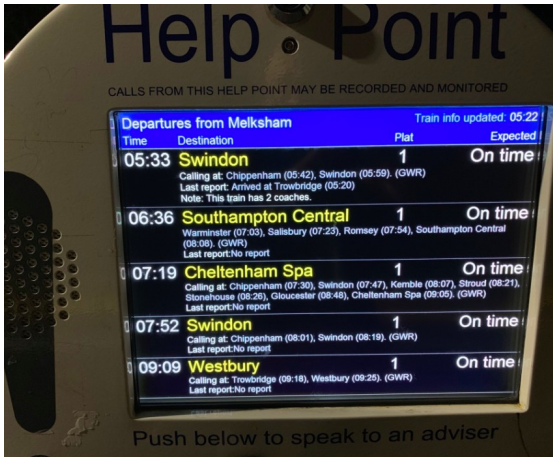 Help Point
CALLS FROM THIS HELP POINT MAY BE RECORDED AND MONITORED
Departures from Melksham Train info updated: 05:22
Time Destination Plat Expected
05:33 Swindon 1 On time
Calling at: Chippenham (05:42), Swindon (05:59). (GWR)
Last report: Arrived at Trowbridge (05:20)
Note: This train has 2 coaches.
06:36 Southampton Central 1 On time
Warminster (07:03), Salisbury (07:23), Romsey (07:54), Southampton Central
(08:08). (GWR)
Last report:No report
07:19 Cheltenham Spa 1 On time
Calling at: Chippenham (07:30), Swindon (07:47), Kemble (08:07), Stroud (08:21),
Stonehouse (08:26), Gloucester (08:48), Cheltenham Spa (09:05). (GWR)
Last report:No report
07:52 Swindon 1 On time
Calling at: Chippenham (08:01), Swindon (08:19). (GWR)
Last report:No report
09:09 Westbury 1 On time
Calling at: Trowbridge (09:18), Westbury (09:25). (GWR)
Last report:No report
Push below to speak to an adviser